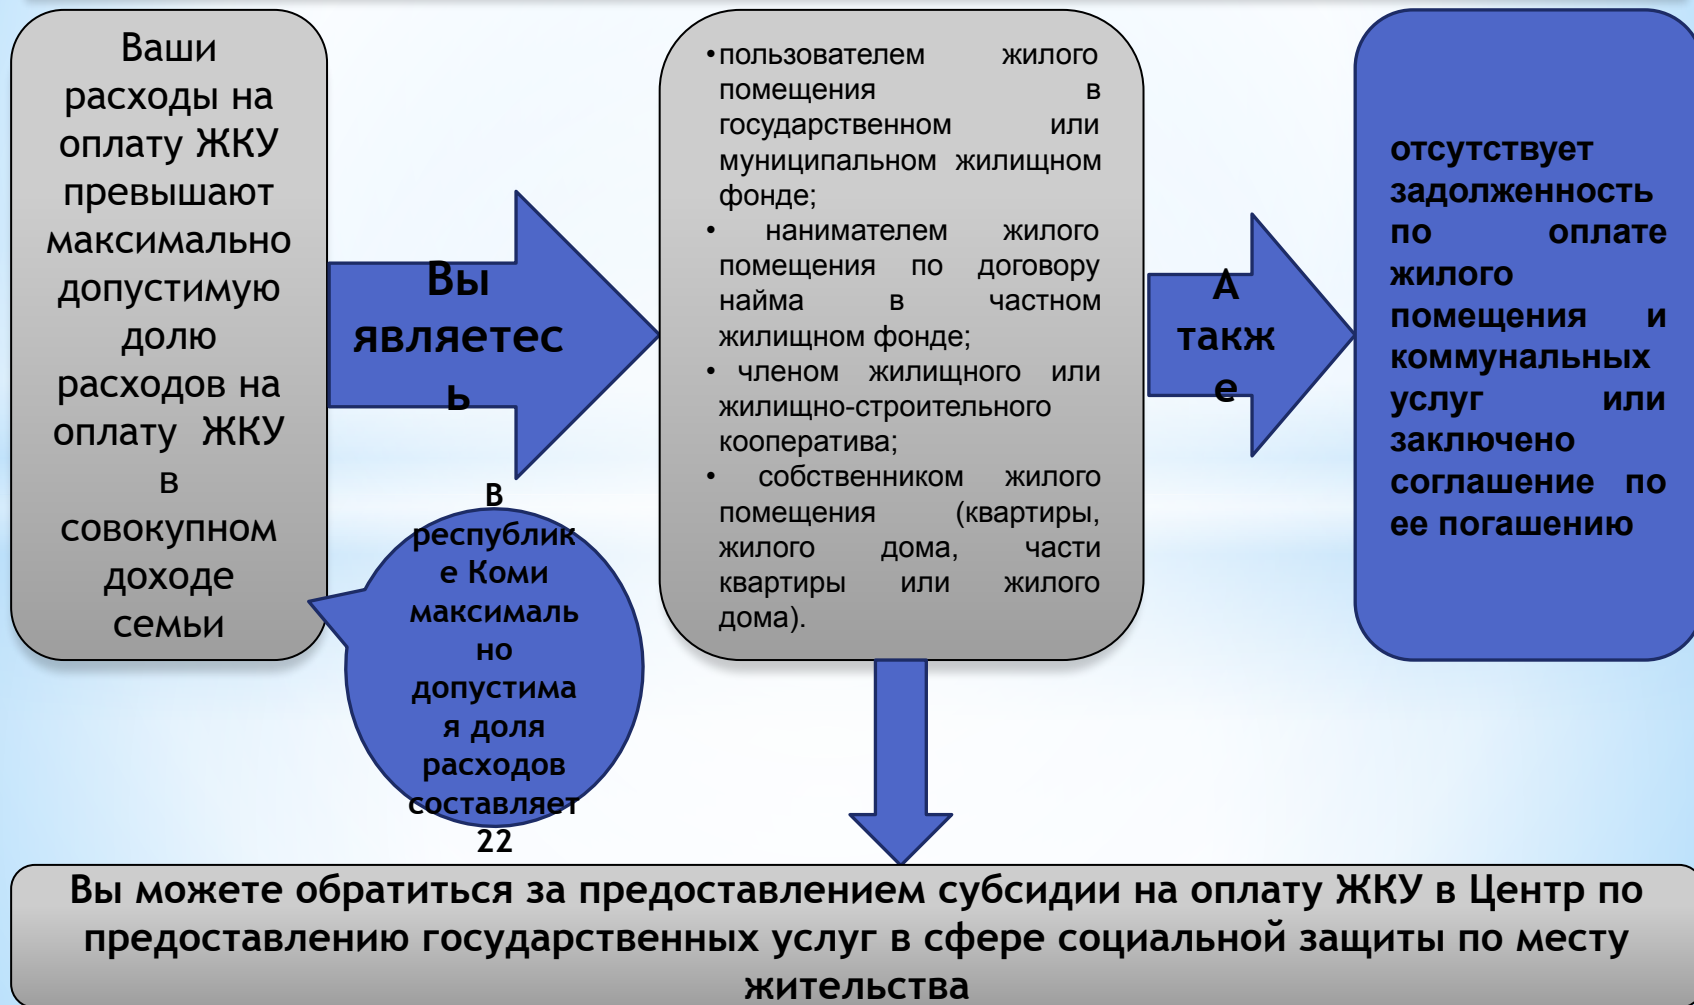 Ваши
расходы на
оплату ЖКУ
превышают
максимально
допустимую
долю
расходов на
оплату ЖКУ
в
совокупном
доходе
семьи
Вы
являетес
ь
В
республик
е Коми
максималь
но
допустима
я доля
расходов
составляет
22
•пользователем жилого
помещения в
государственном или
муниципальном жилищном
фонде;
• нанимателем жилого
помещения по договору
найма в частном
жилищном фонде;
• членом жилищного или
жилищно-строительного
кооператива;
• собственником жилого
помещения (квартиры,
жилого дома, части
квартиры или жилого
дома).
А
такж
е
отсутствует
задолженность
по оплате
жилого
помещения и
коммунальных
услуг или
заключено
соглашение по
ее погашению
Вы можете обратиться за предоставлением субсидии на оплату ЖКУ в Центр по
предоставлению государственных услуг в сфере социальной защиты по месту
жительства